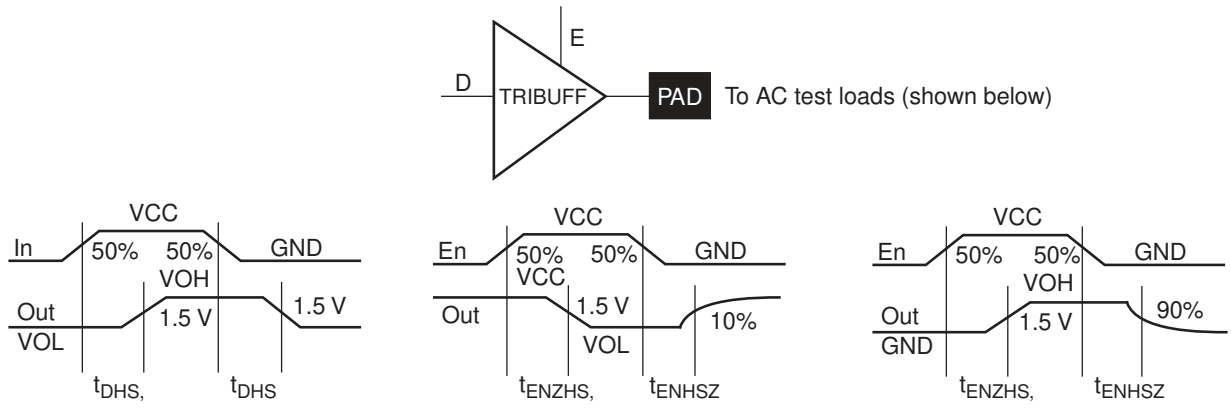 E
D
TRIBUFF
PAD
To AC test loads (shown below)
VCC
In
50%
50%
GND
VOH
Out
1.5 V
1.5 V
VOL
tDHS,
tDHS
VCC
En
50%
50%
GND
VCC
Out
1.5 V
10%
VOL
tENZHS,
tENHSZ
VCC
En
50%
50%
GND
VOH
Out
1.5 V
90%
GND
tENZHS,
tENHSZ